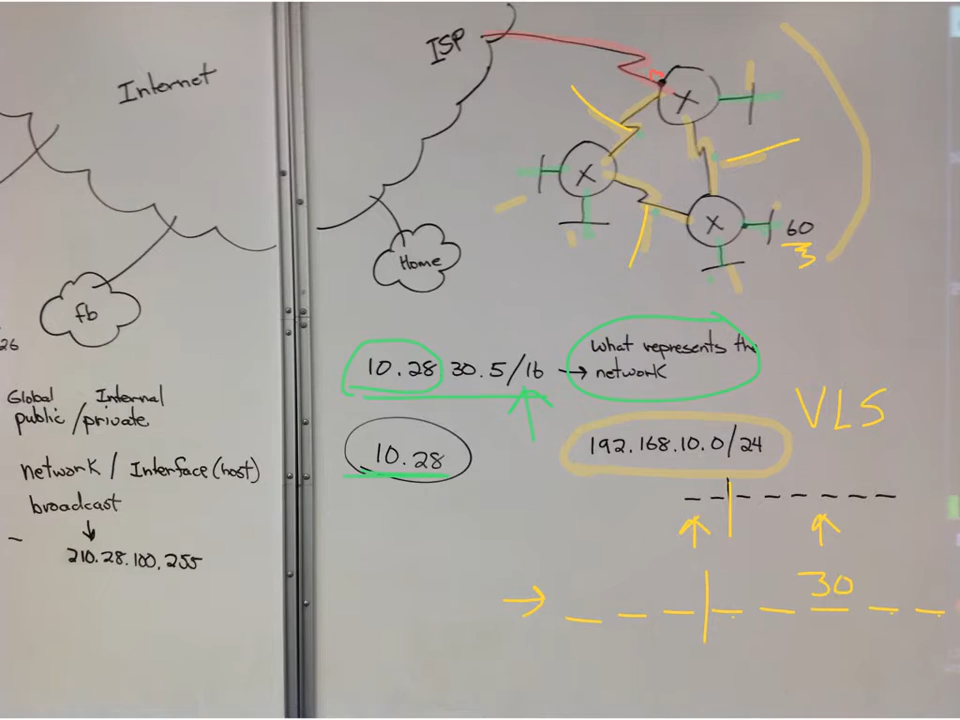 Internet
fb
26
Global Internal
public / private
network / Interface (host)
broadcast
210.28.100.255
ISP
Home
X
X
X
60
3
10.28 30.5/16 → what represents the
network
10.28
192.168.10.0/24
VLS
30